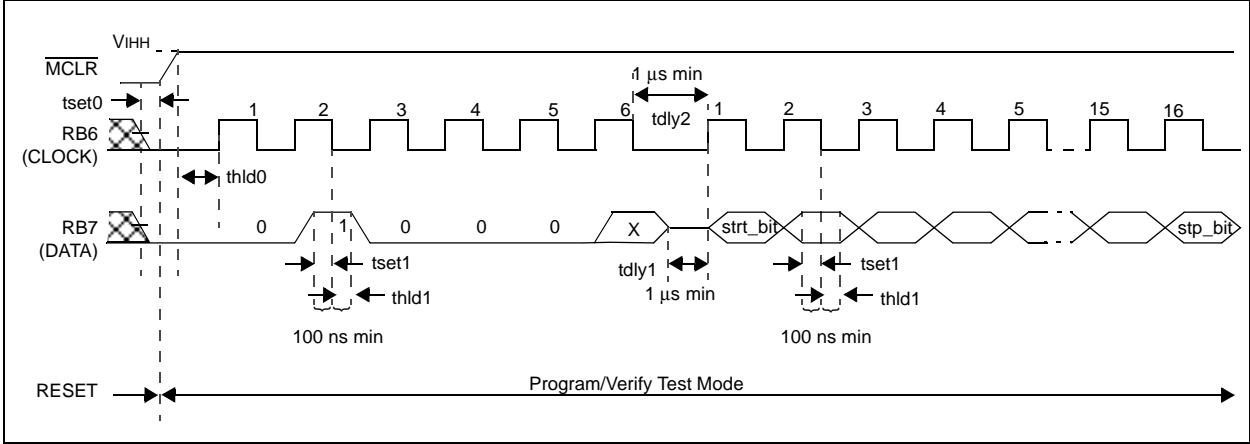 VIHH
MCLR
1 µs min
tset0
1 2 3 4 5 6 1 2 3 4 5 15 16
tdly2
RB6
(CLOCK)
thld0
RB7
(DATA)
0 1 0 0 0 X strt_bit stp_bit
tset1 tdly1 tset1
thld1 1 µs min thld1
100 ns min 100 ns min
RESET Program/Verify Test Mode